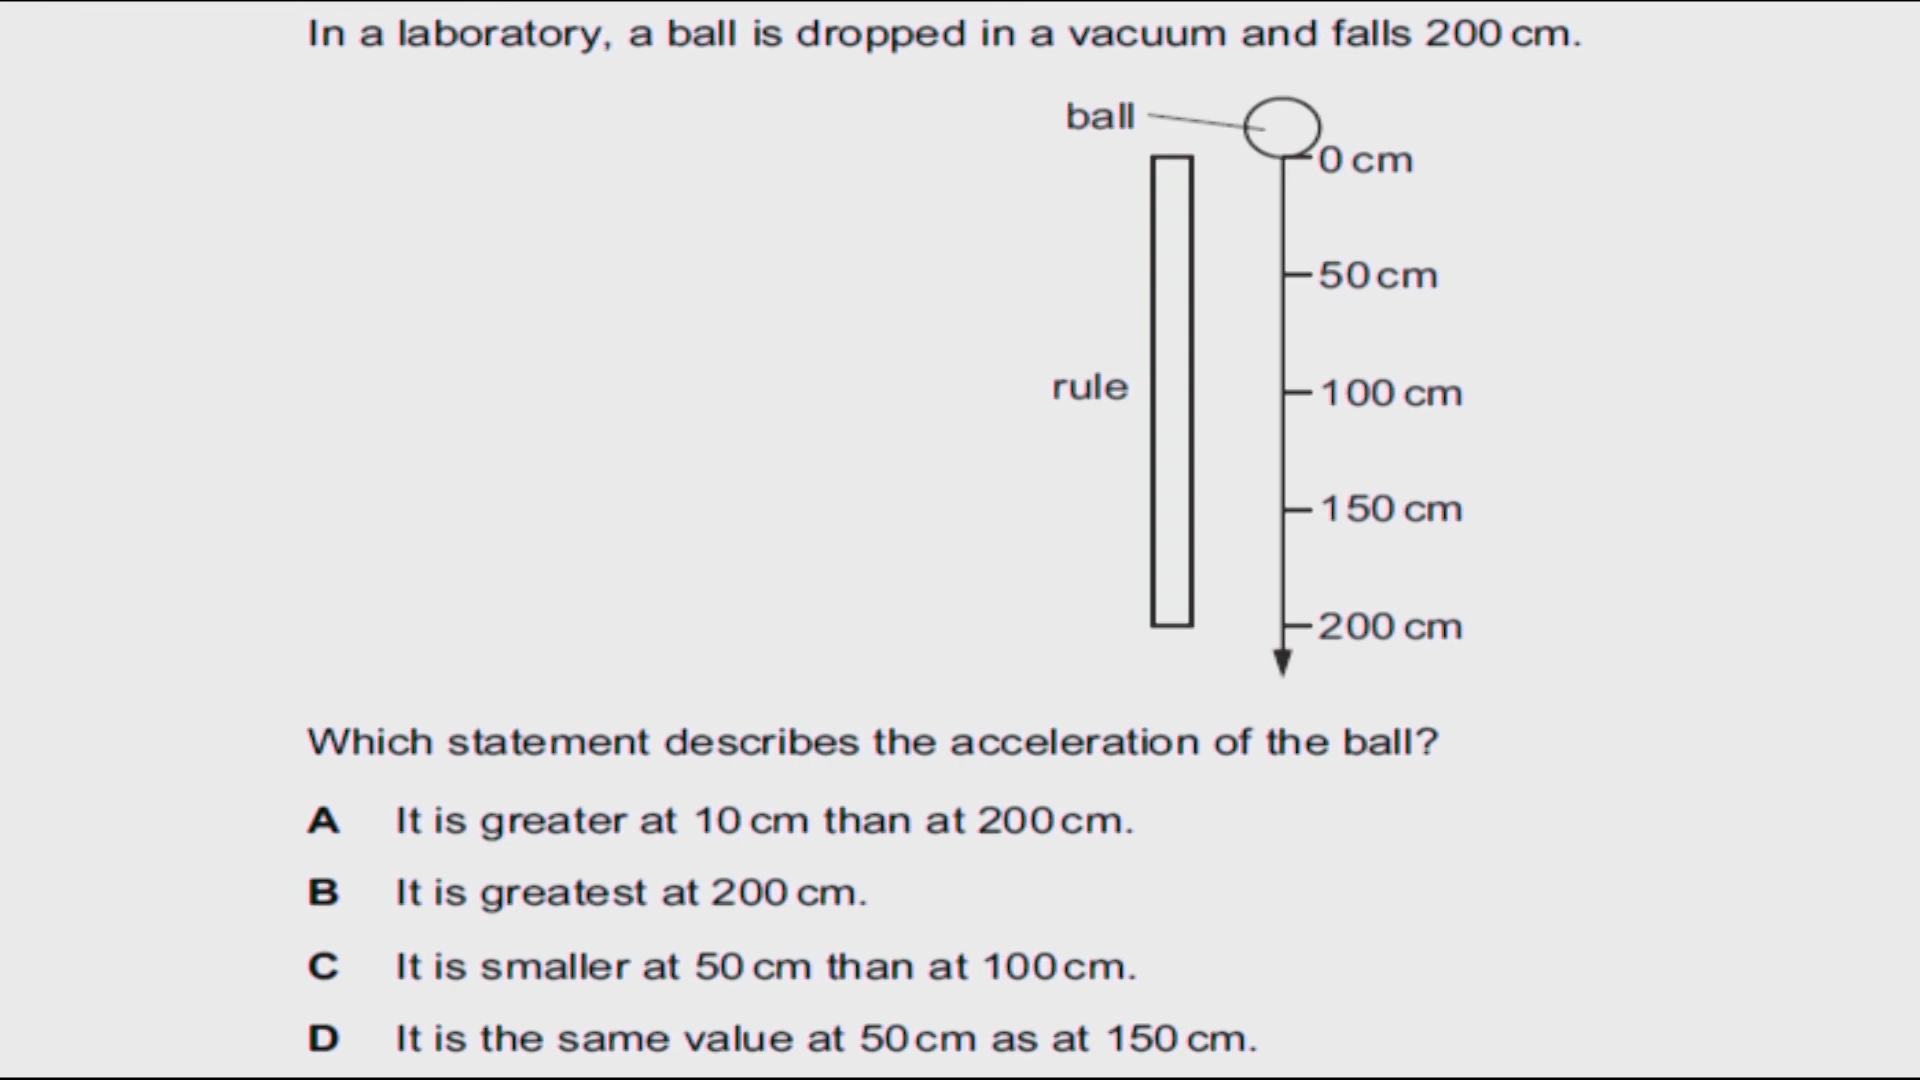 In a laboratory, a ball is dropped in a vacuum and falls 200 cm.
ball
0 cm
50 cm
rule
100 cm
150 cm
200 cm
Which statement describes the acceleration of the ball?
A It is greater at 10 cm than at 200 cm.
B It is greatest at 200 cm.
C It is smaller at 50 cm than at 100 cm.
D It is the same value at 50 cm as at 150 cm.